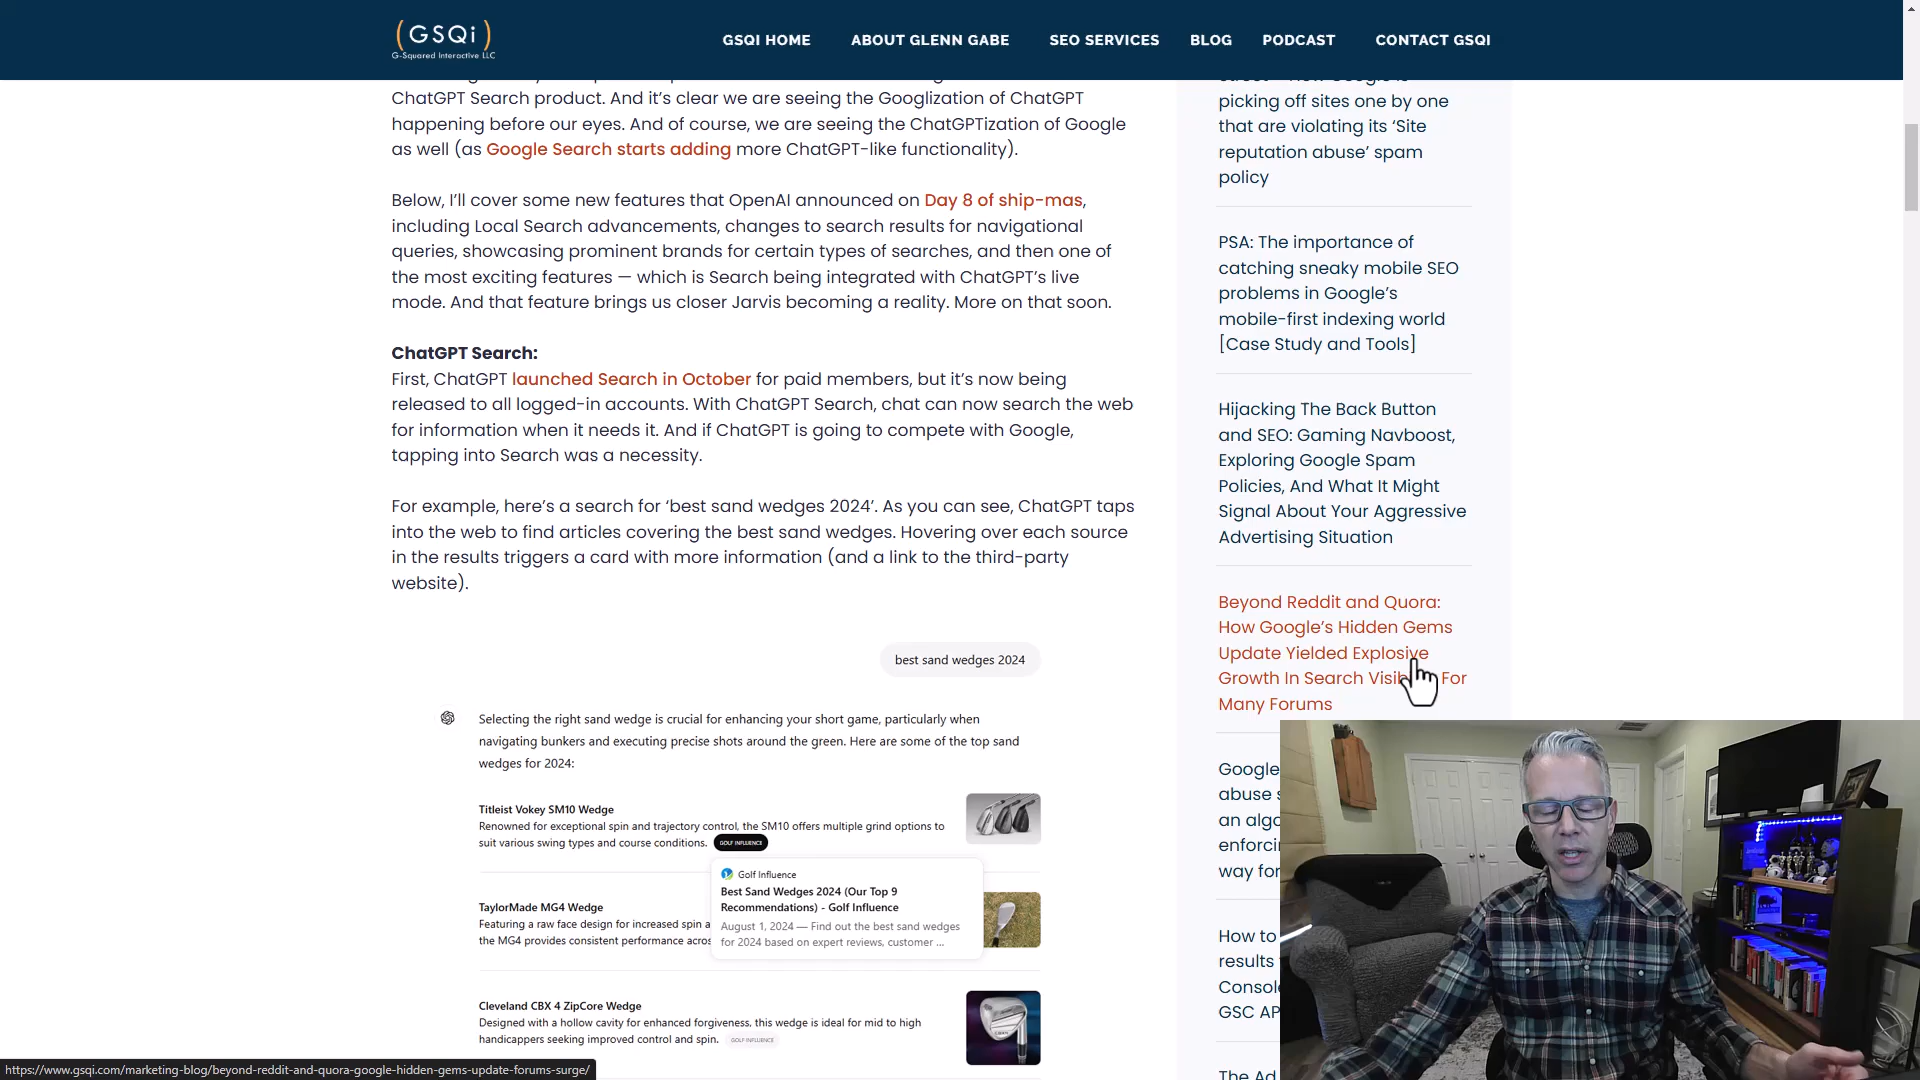 (GSQi)
G-Squared Interactive LLC
GSQI HOME
ABOUT GLENN GABE
SEO SERVICES
BLOG
PODCAST
CONTACT GSQI
ChatGPT Search product. And it's clear we are seeing the Googlization of ChatGPT
happening before our eyes. And of course, we are seeing the ChatGPTization of Google
as well (as Google Search starts adding more ChatGPT-like functionality).
Below, I'll cover some new features that OpenAI announced on Day 8 of ship-mas,
including Local Search advancements, changes to search results for navigational
queries, showcasing prominent brands for certain types of searches, and then one of
the most exciting features — which is Search being integrated with ChatGPT's live
mode. And that feature brings us closer Jarvis becoming a reality. More on that soon.
ChatGPT Search:
First, ChatGPT launched Search in October for paid members, but it's now being
released to all logged-in accounts. With ChatGPT Search, chat can now search the web
for information when it needs it. And if ChatGPT is going to compete with Google,
tapping into Search was a necessity.
For example, here's a search for 'best sand wedges 2024'. As you can see, ChatGPT taps
into the web to find articles covering the best sand wedges. Hovering over each source
in the results triggers a card with more information (and a link to the third-party
website).
best sand wedges 2024
Selecting the right sand wedge is crucial for enhancing your short game, particularly when
navigating bunkers and executing precise shots around the green. Here are some of the top sand
wedges for 2024:
Titleist Vokey SM10 Wedge
Renowned for exceptional spin and trajectory control, the SM10 offers multiple grind options to
suit various swing types and course conditions. GOLF INFLUENCE
Golf Influence
Best Sand Wedges 2024 (Our Top 9
Recommendations) - Golf Influence
August 1, 2024 — Find out the best sand wedges
for 2024 based on expert reviews, customer ...
TaylorMade MG4 Wedge
Featuring a raw face design for increased spin a
the MG4 provides consistent performance acros
Cleveland CBX 4 ZipCore Wedge
Designed with a hollow cavity for enhanced forgiveness, this wedge is ideal for mid to high
handicappers seeking improved control and spin. GOLF INFLUENCE
picking off sites one by one
that are violating its 'Site
reputation abuse' spam
policy
PSA: The importance of
catching sneaky mobile SEO
problems in Google's
mobile-first indexing world
[Case Study and Tools]
Hijacking The Back Button
and SEO: Gaming Navboost,
Exploring Google Spam
Policies, And What It Might
Signal About Your Aggressive
Advertising Situation
Beyond Reddit and Quora:
How Google's Hidden Gems
Update Yielded Explosive
Growth In Search Visib For
Many Forums
Google
abuse s
an algo
enforci
way for
How to
results
Consol
GSC AP
The Ad
https://www.gsqi.com/marketing-blog/beyond-reddit-and-quora-google-hidden-gems-update-forums-surge/